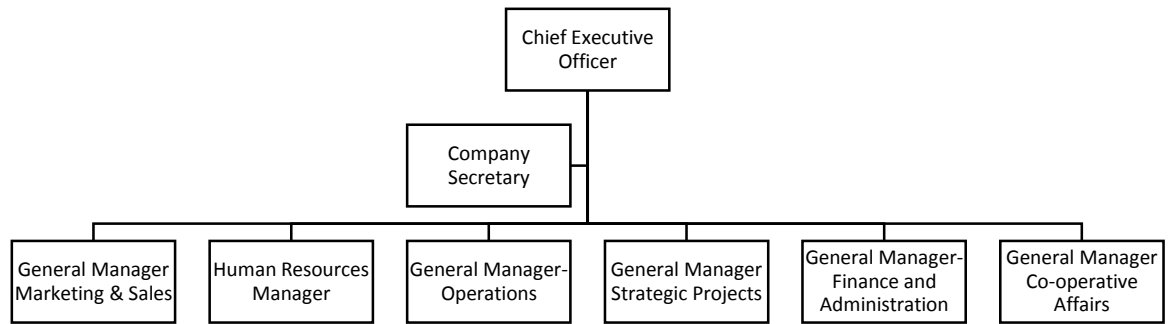 Chief Executive
Officer
Company
Secretary
General Manager
Marketing & Sales
Human Resources
Manager
General Manager-
Operations
General Manager
Strategic Projects
General Manager-
Finance and
Administration
General Manager
Co-operative
Affairs